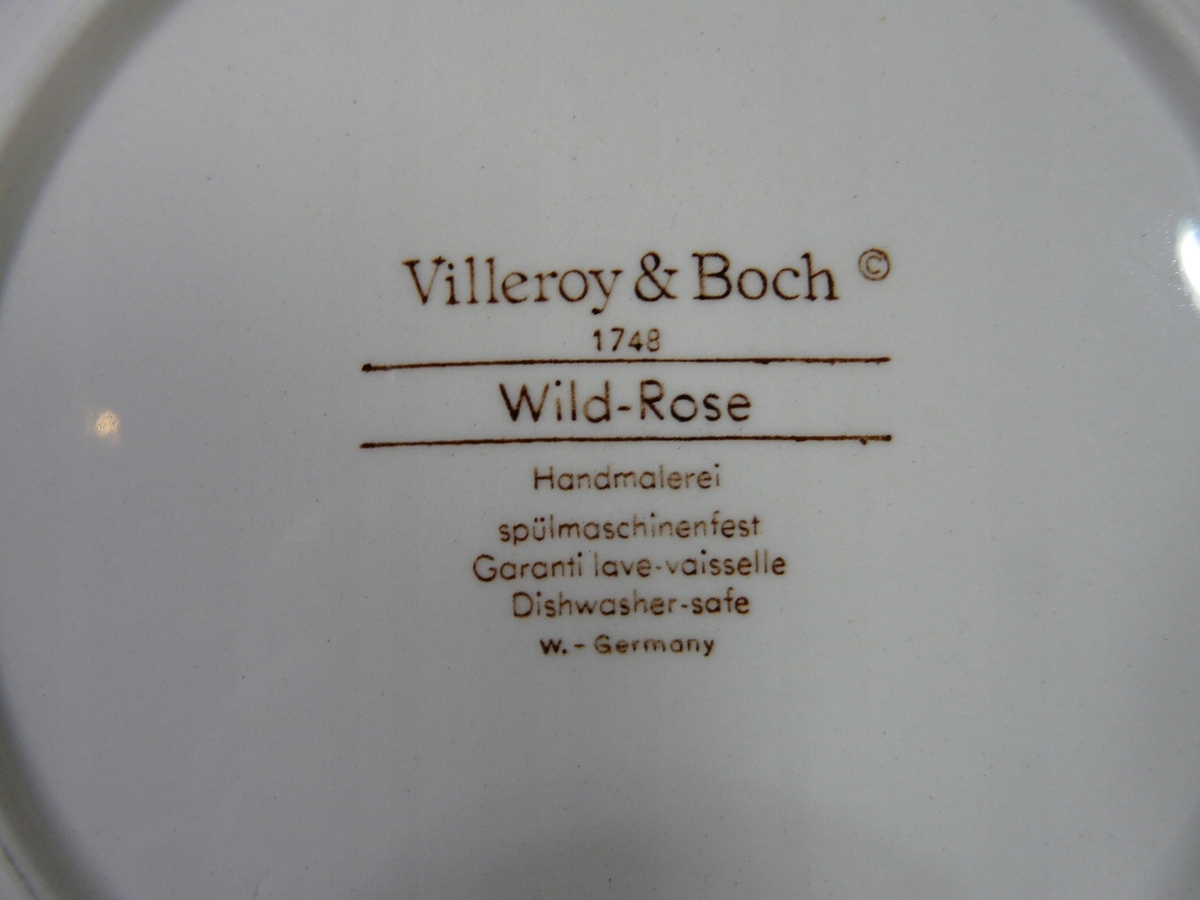 Villeroy & Boch ©
1748
Wild-Rose
Handmalerei
spülmaschinenfest
Garanti lave-vaisselle
Dishwasher-safe
W.- Germany